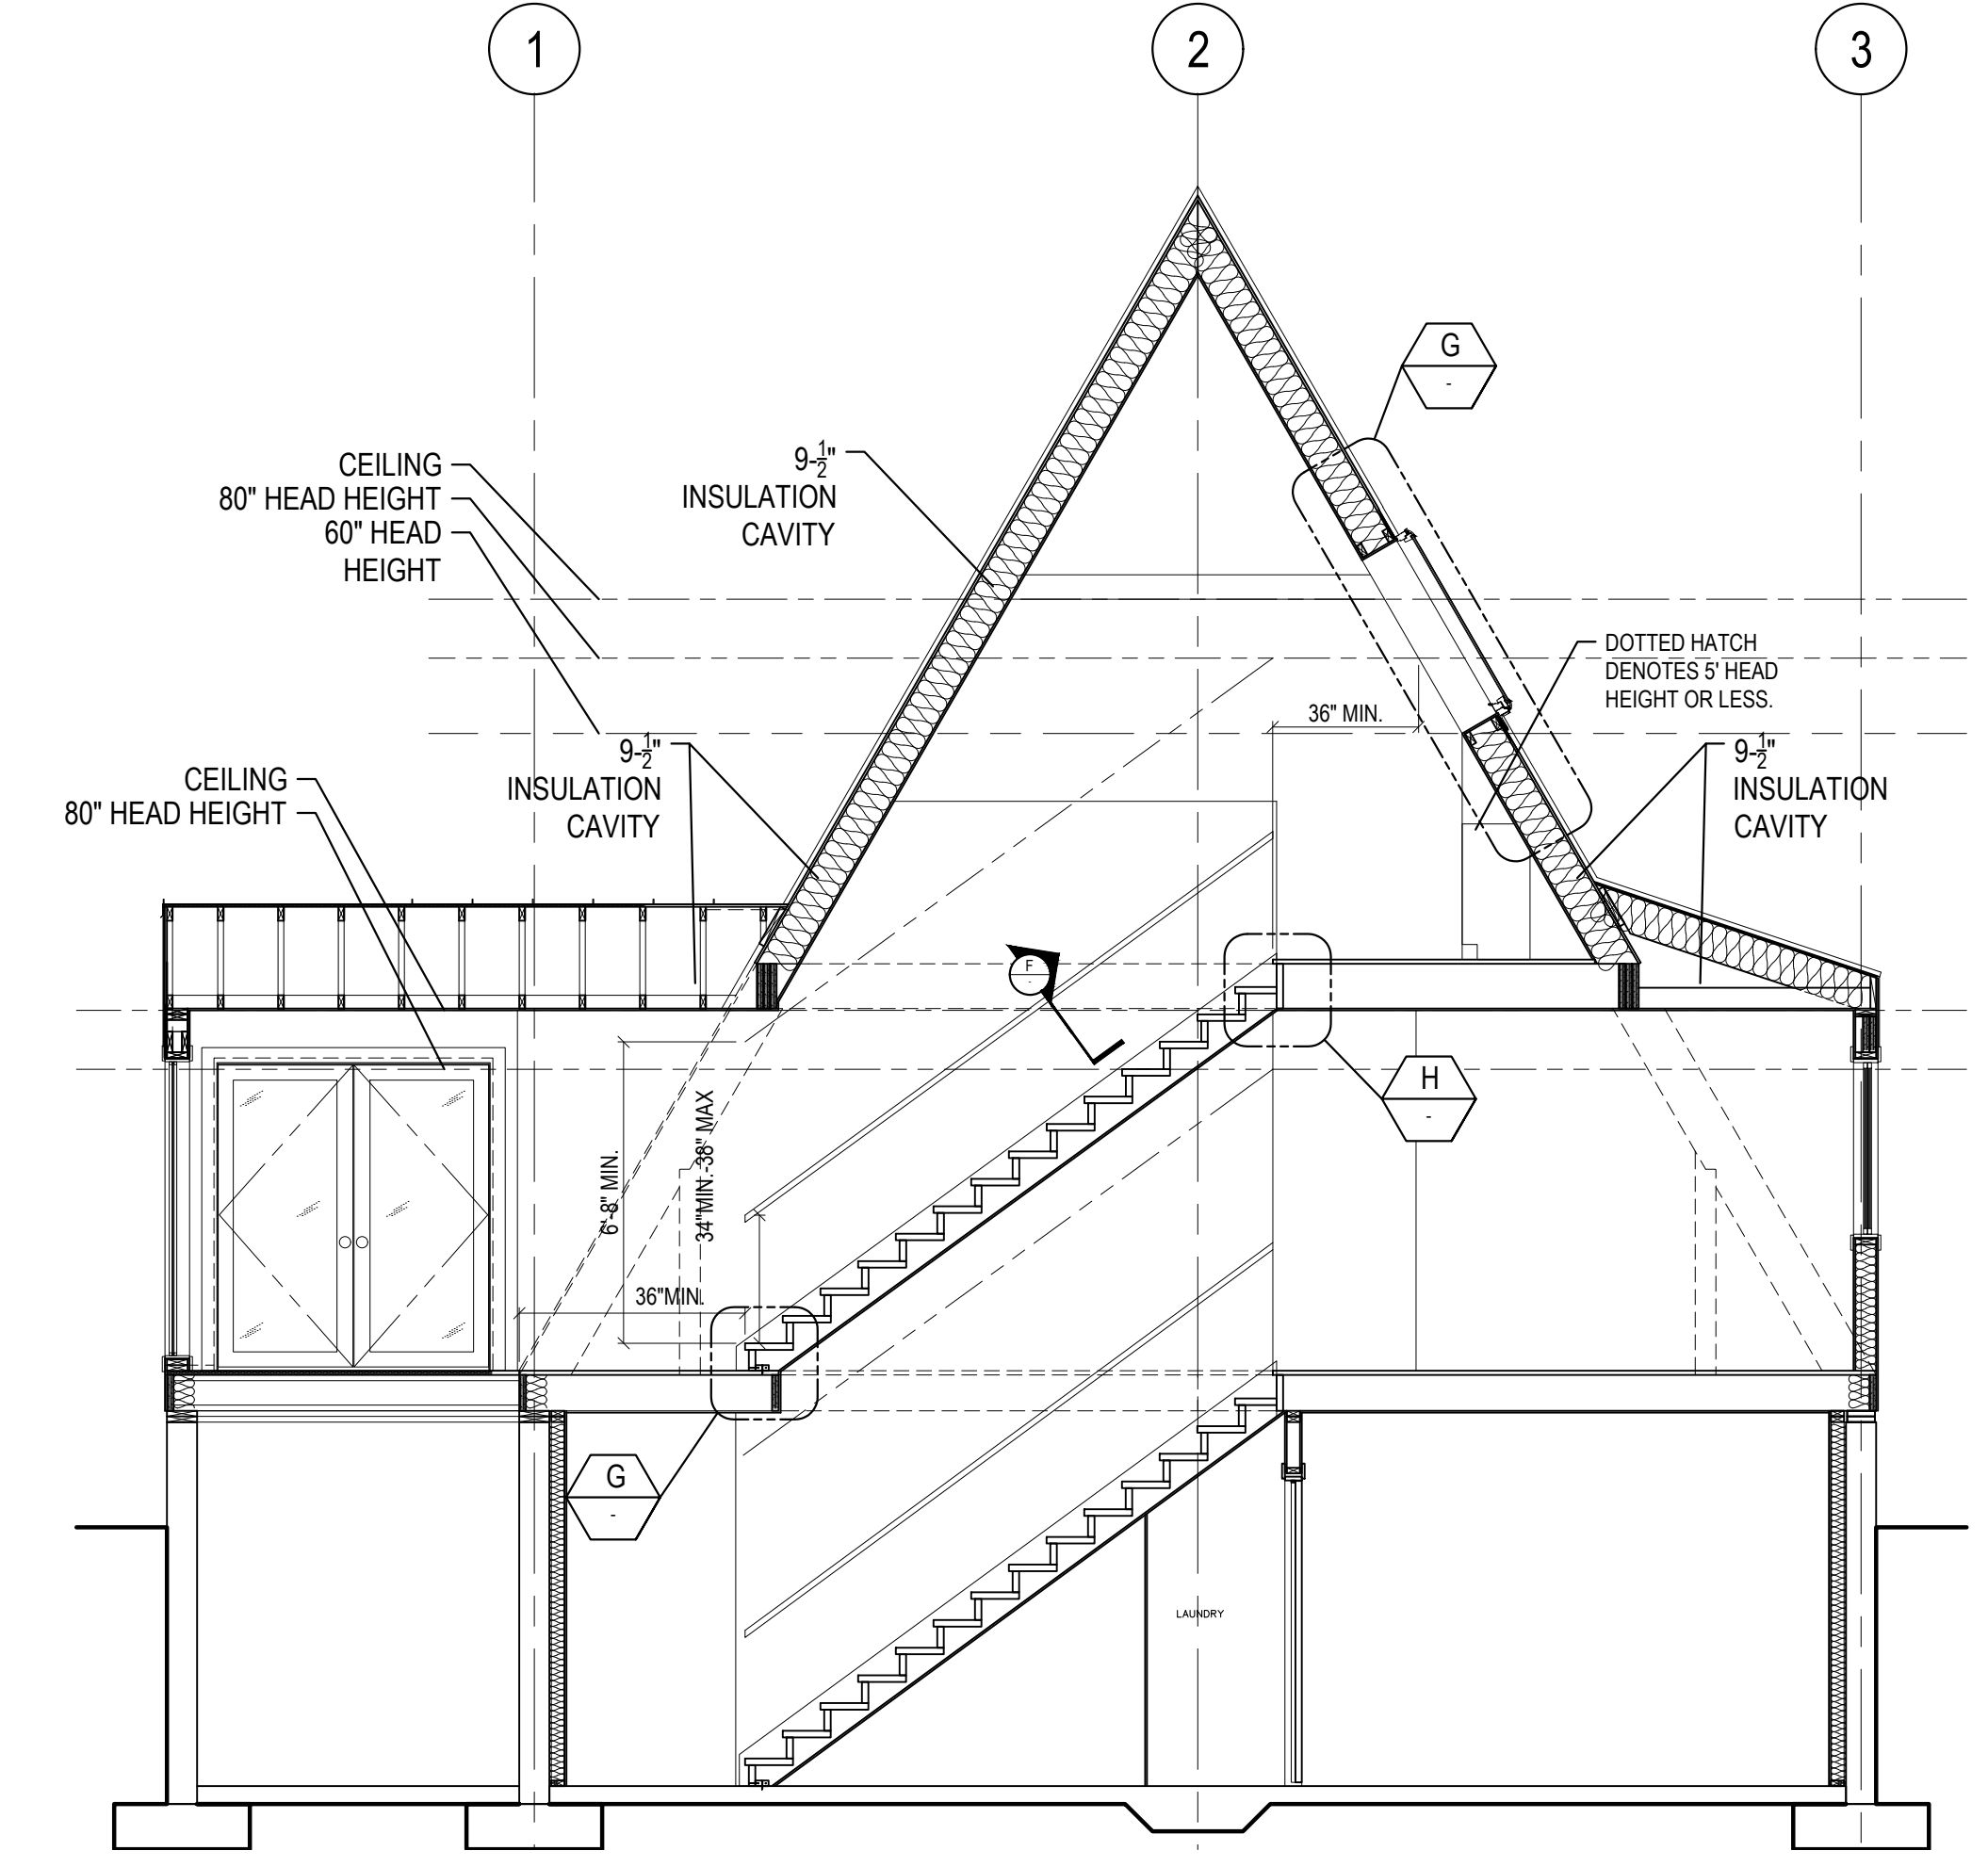 1
2
3
G
-
CEILING
80" HEAD HEIGHT
60" HEAD
HEIGHT
9-1/2"
INSULATION
CAVITY
DOTTED HATCH
DENOTES 5' HEAD
HEIGHT OR LESS.
36" MIN.
9-1/2"
INSULATION
CAVITY
9-1/2"
INSULATION
CAVITY
CEILING
80" HEAD HEIGHT
F
-
H
-
6'-8" MIN.
34"MIN.-38" MAX
36"MIN.
G
-
LAUNDRY